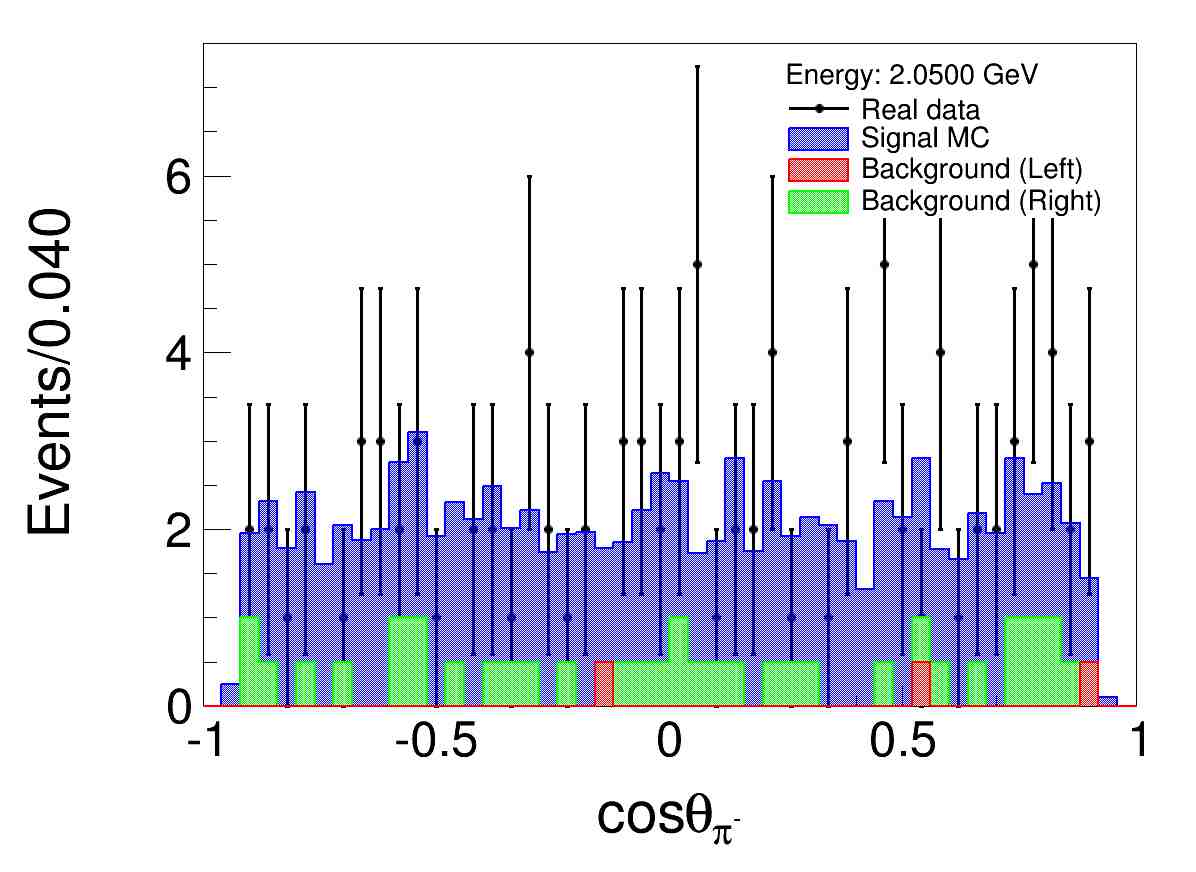 Energy: 2.0500 GeV
Real data
Signal MC
Background (Left)
Background (Right)
Events/0.040
6
4
2
0
-1
-0.5
0
0.5
1
cosθπ-